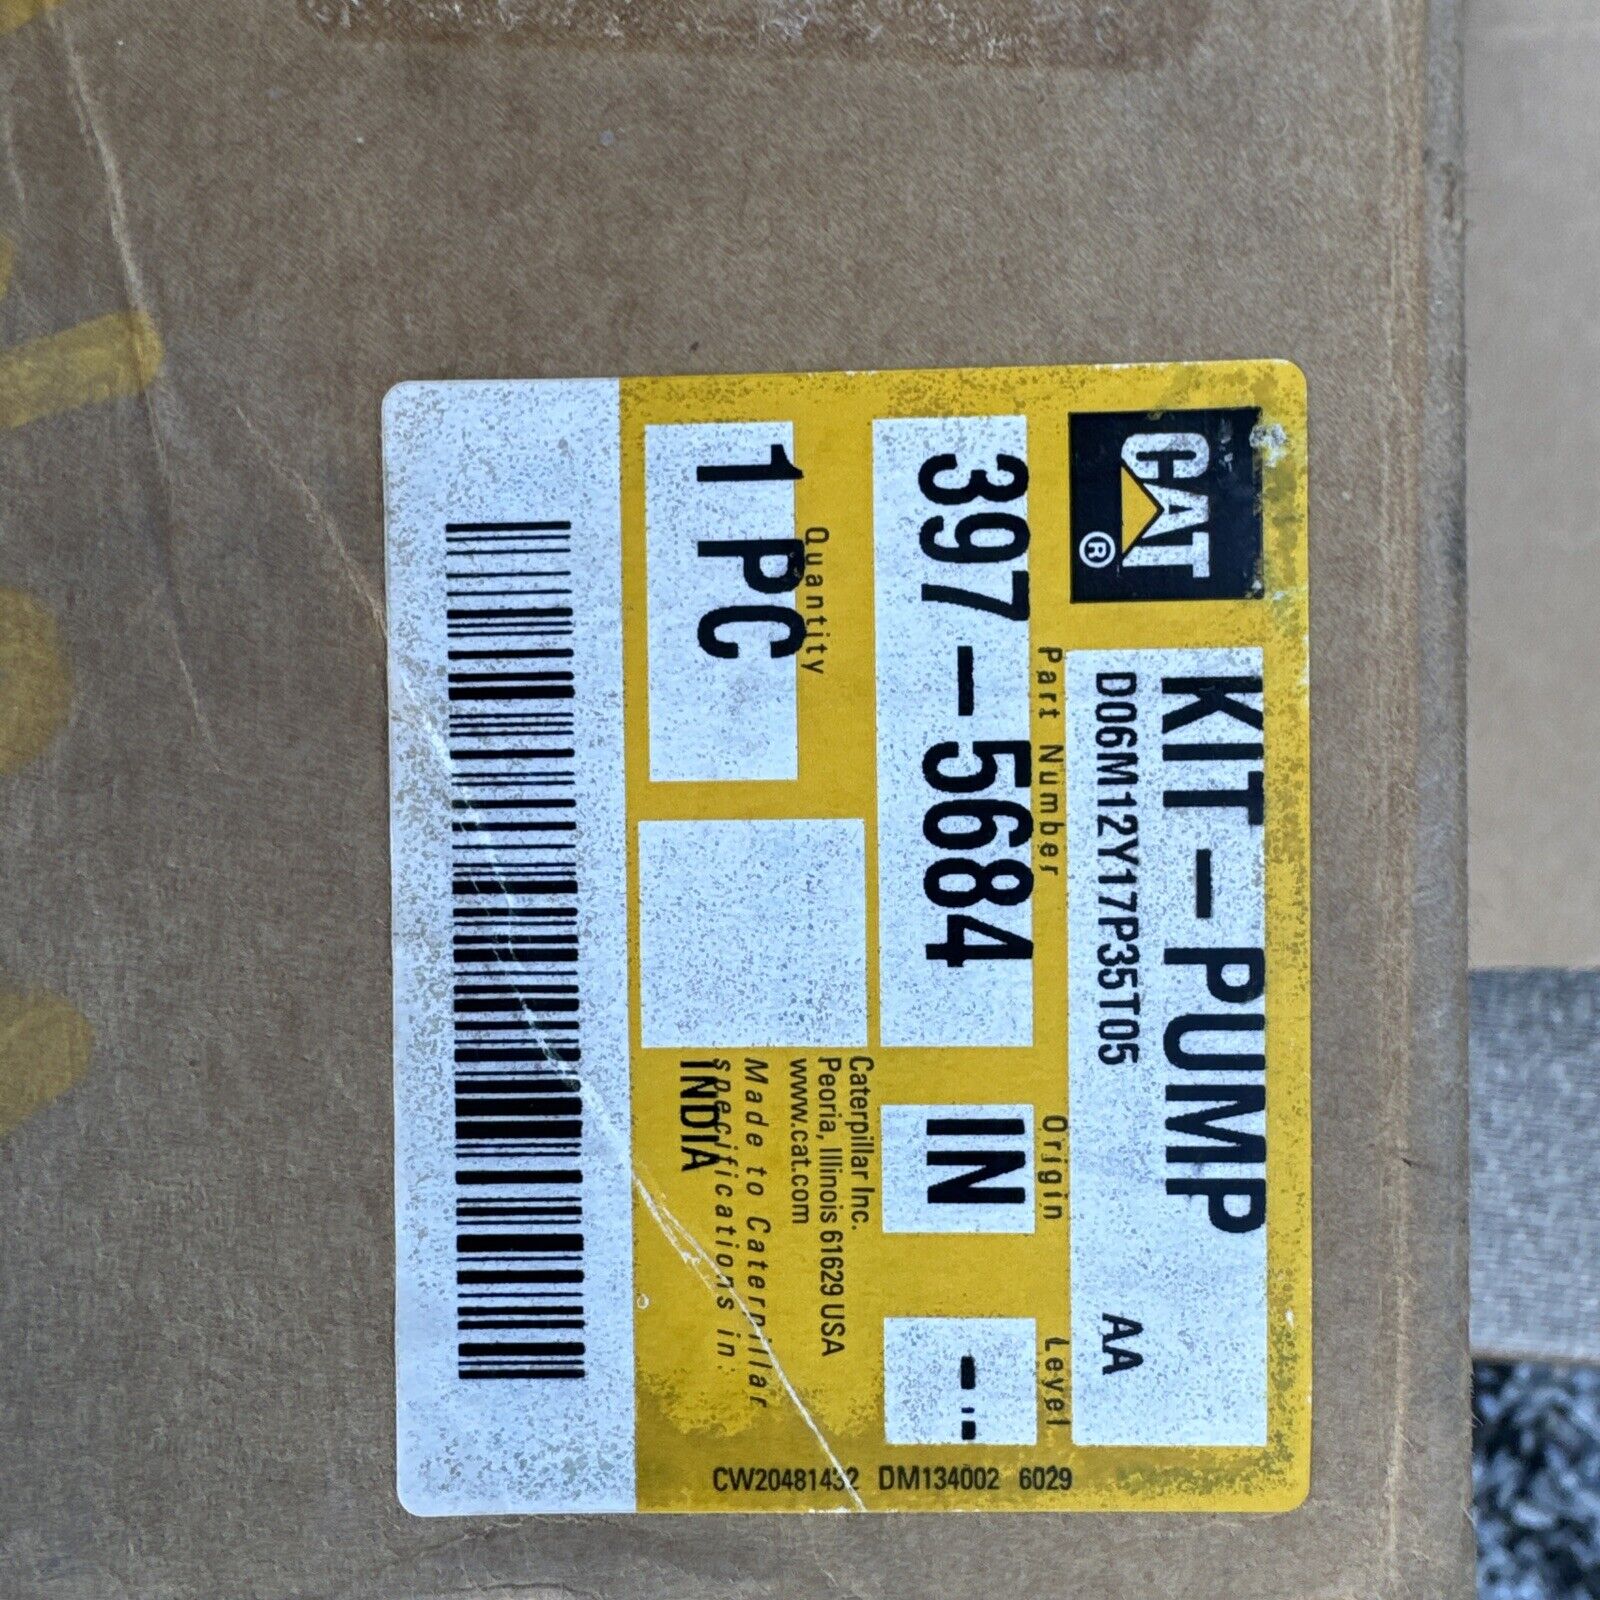 CAT®
KIT-PUMP
D06M12Y17P35T05 AA
Part Number Origin Level
397-5684 IN --
Quantity
1 PC
Caterpillar Inc.
Peoria, Illinois 61629 USA
www.cat.com
Made to Caterpillar
specifications in:
INDIA
CW20481432 DM134002 6029